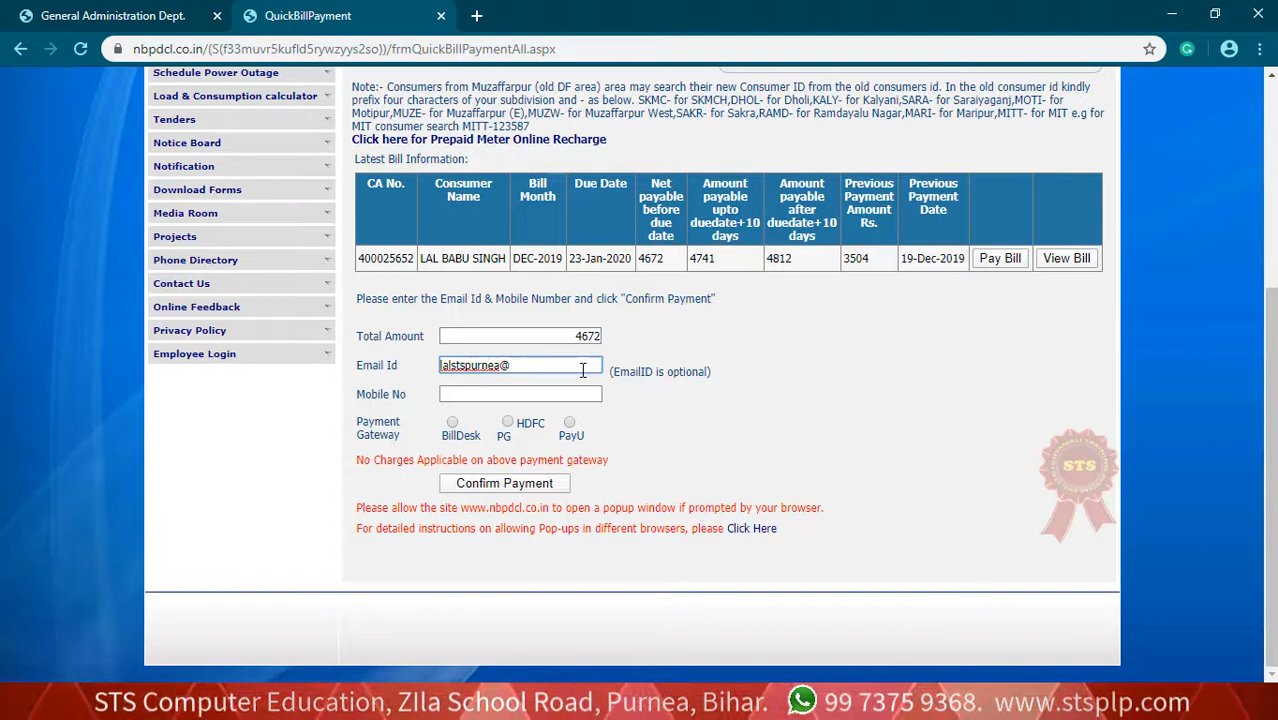 General Administration Dept.
QuickBillPayment
nbpdcl.co.in/(S(f33muvr5kufld5rywzyys2so))/frmQuickBillPaymentAll.aspx
Schedule Power Outage
Load & Consumption calculator
Tenders
Notice Board
Notification
Download Forms
Media Room
Projects
Phone Directory
Contact Us
Online Feedback
Privacy Policy
Employee Login
Note:- Consumers from Muzaffarpur (old DF area) area may search their new Consumer ID from the old consumers id. In the old consumer id kindly
prefix four characters of your subdivision and - as below. SKMC- for SKMCH,DHOL- for Dholi,KALY- for Kalyani,SARA- for Saraiyaganj,MOTI- for
Motipur,MUZE- for Muzaffarpur (E),MUZW- for Muzaffarpur West,SAKR- for Sakra,RAMD- for Ramdayalu Nagar,MARI- for Maripur,MITT- for MIT e.g for
MIT consumer search MITT-123587
Click here for Prepaid Meter Online Recharge
Latest Bill Information:
CA No. Consumer Name Bill Month Due Date Net payable before due date Amount payable upto duedate+10 days Amount payable after duedate+10 days Previous Payment Amount Rs. Previous Payment Date
400025652 LAL BABU SINGH DEC-2019 23-Jan-2020 4672 4741 4812 3504 19-Dec-2019 Pay Bill View Bill
Please enter the Email Id & Mobile Number and click "Confirm Payment"
Total Amount 4672
Email Id lalstspurnea@ (EmailID is optional)
Mobile No
Payment Gateway BillDesk HDFC PG PayU
No Charges Applicable on above payment gateway
Confirm Payment
Please allow the site www.nbpdcl.co.in to open a popup window if prompted by your browser.
For detailed instructions on allowing Pop-ups in different browsers, please Click Here
STS
STS Computer Education, ZIla School Road, Purnea, Bihar. 99 7375 9368. www.stsplp.com